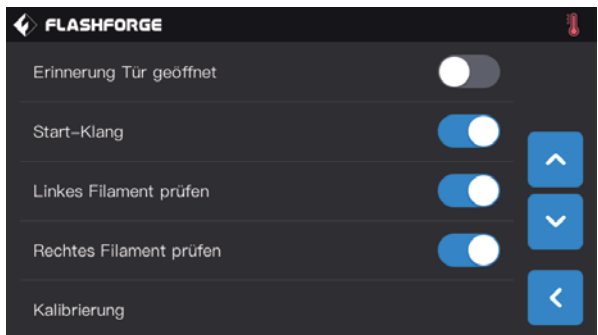 FLASHFORGE
Erinnerung Tür geöffnet
Start-Klang
Linkes Filament prüfen
Rechtes Filament prüfen
Kalibrierung